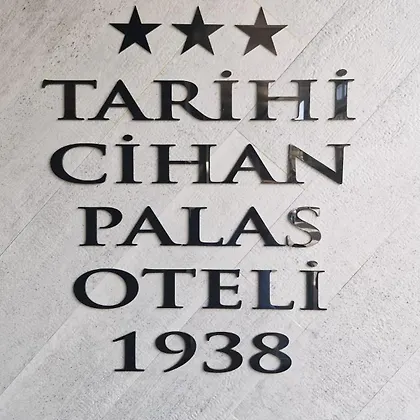 TARİHİ
CİHAN
PALAS
OTELİ
1938